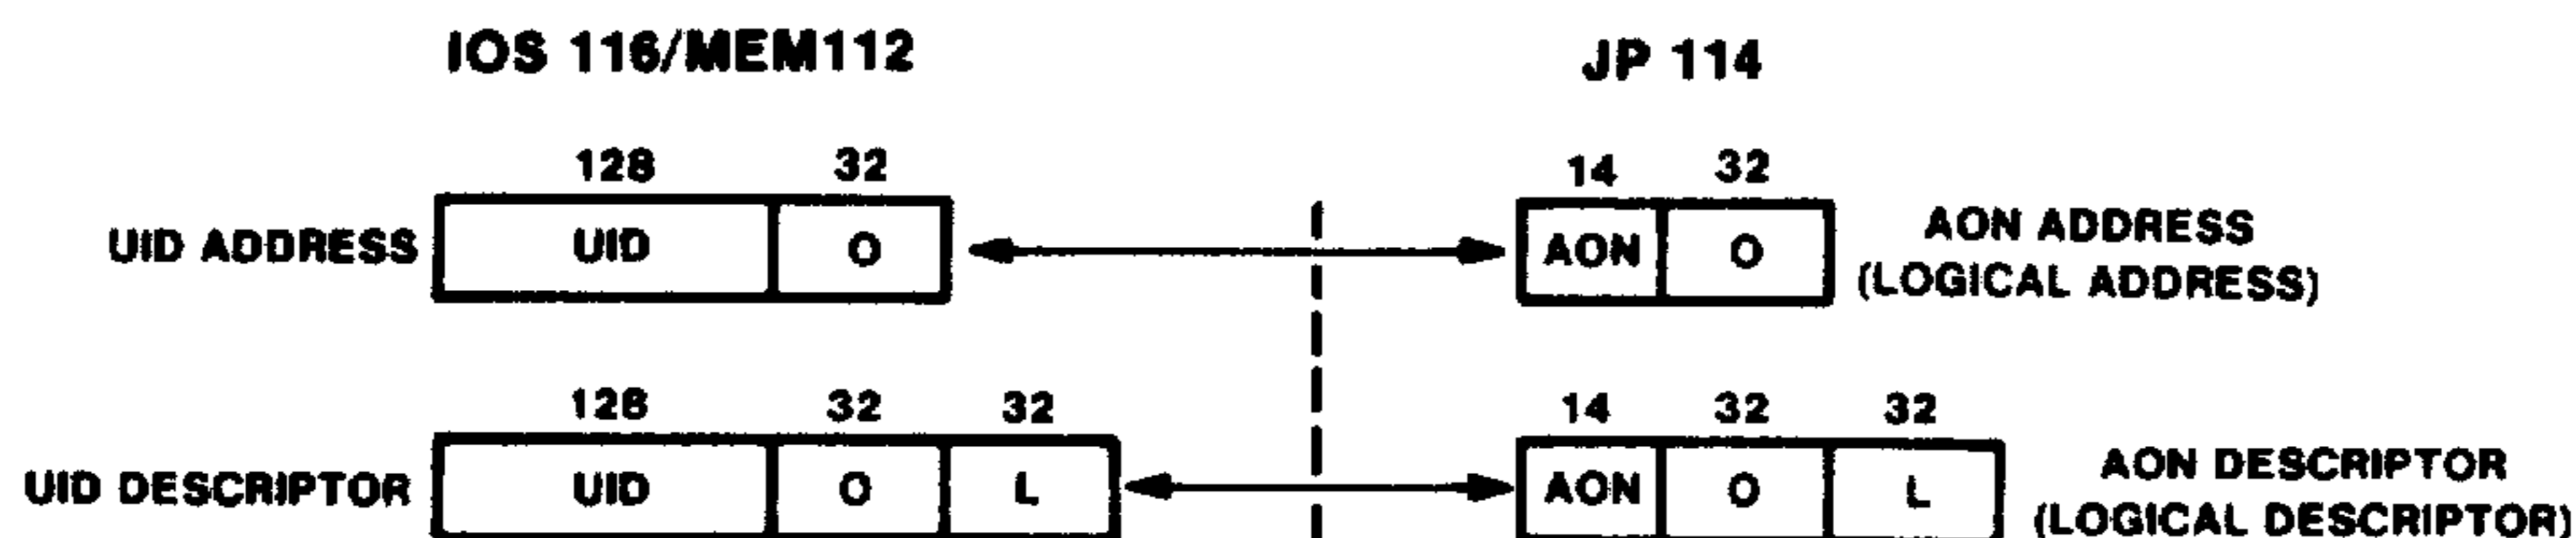 IOS 116/MEM112
JP 114
128 32
14 32
UID ADDRESS UID O
AON O
AON ADDRESS
(LOGICAL ADDRESS)
128 32 32
14 32 32
UID DESCRIPTOR UID O L
AON O L
AON DESCRIPTOR
(LOGICAL DESCRIPTOR)